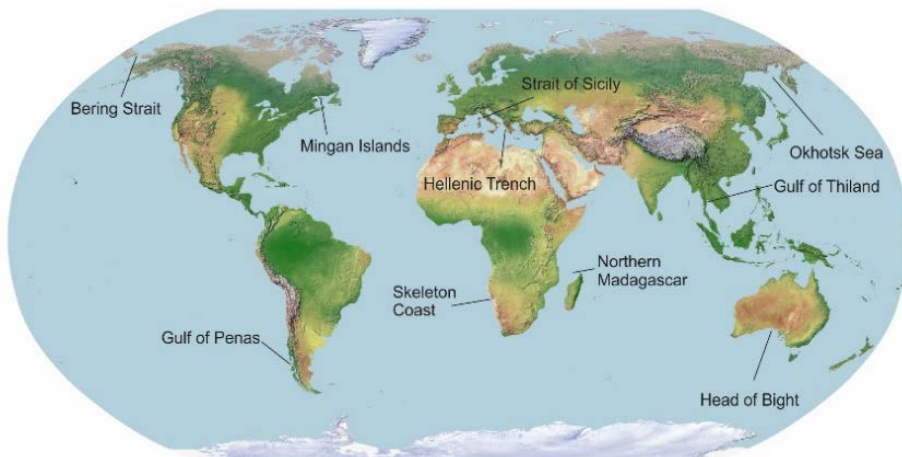 Strait of Sicily
Bering Strait
Mingan Islands
Okhotsk Sea
Hellenic Trench
Gulf of Thiland
Northern
Madagascar
Skeleton
Coast
Gulf of Penas
Head of Bight